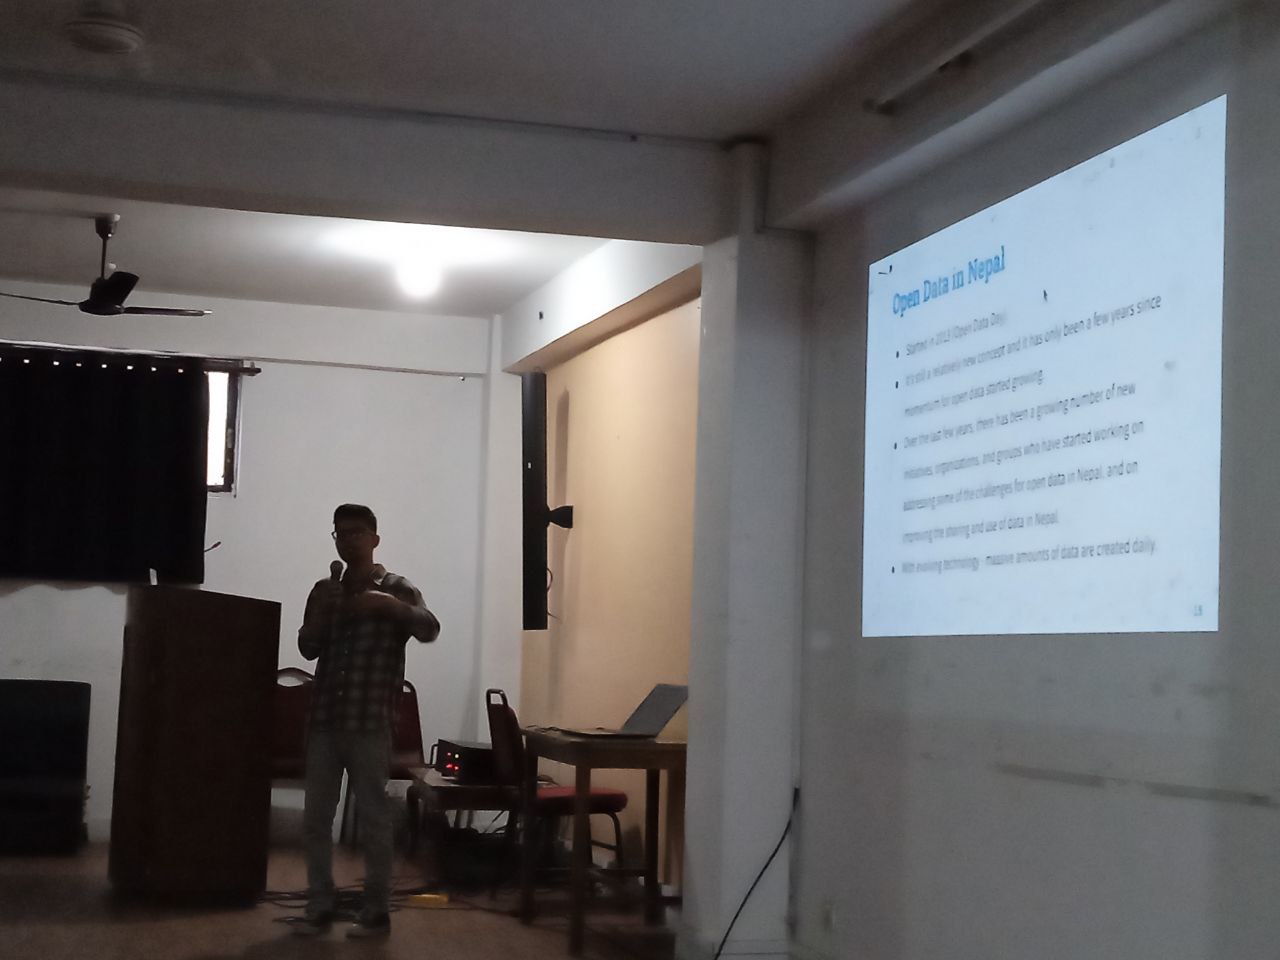 Open Data in Nepal
Started in 2013 (Open Data Day)
It's still a relatively new concept and it has only been a few years since
momentum for open data started growing.
Over the last few years, there has been a growing number of new
initiatives, organizations, and groups who have started working on
addressing some of the challenges for open data in Nepal, and on
improving the sharing and use of data in Nepal.
With evolving technology massive amounts of data are created daily.